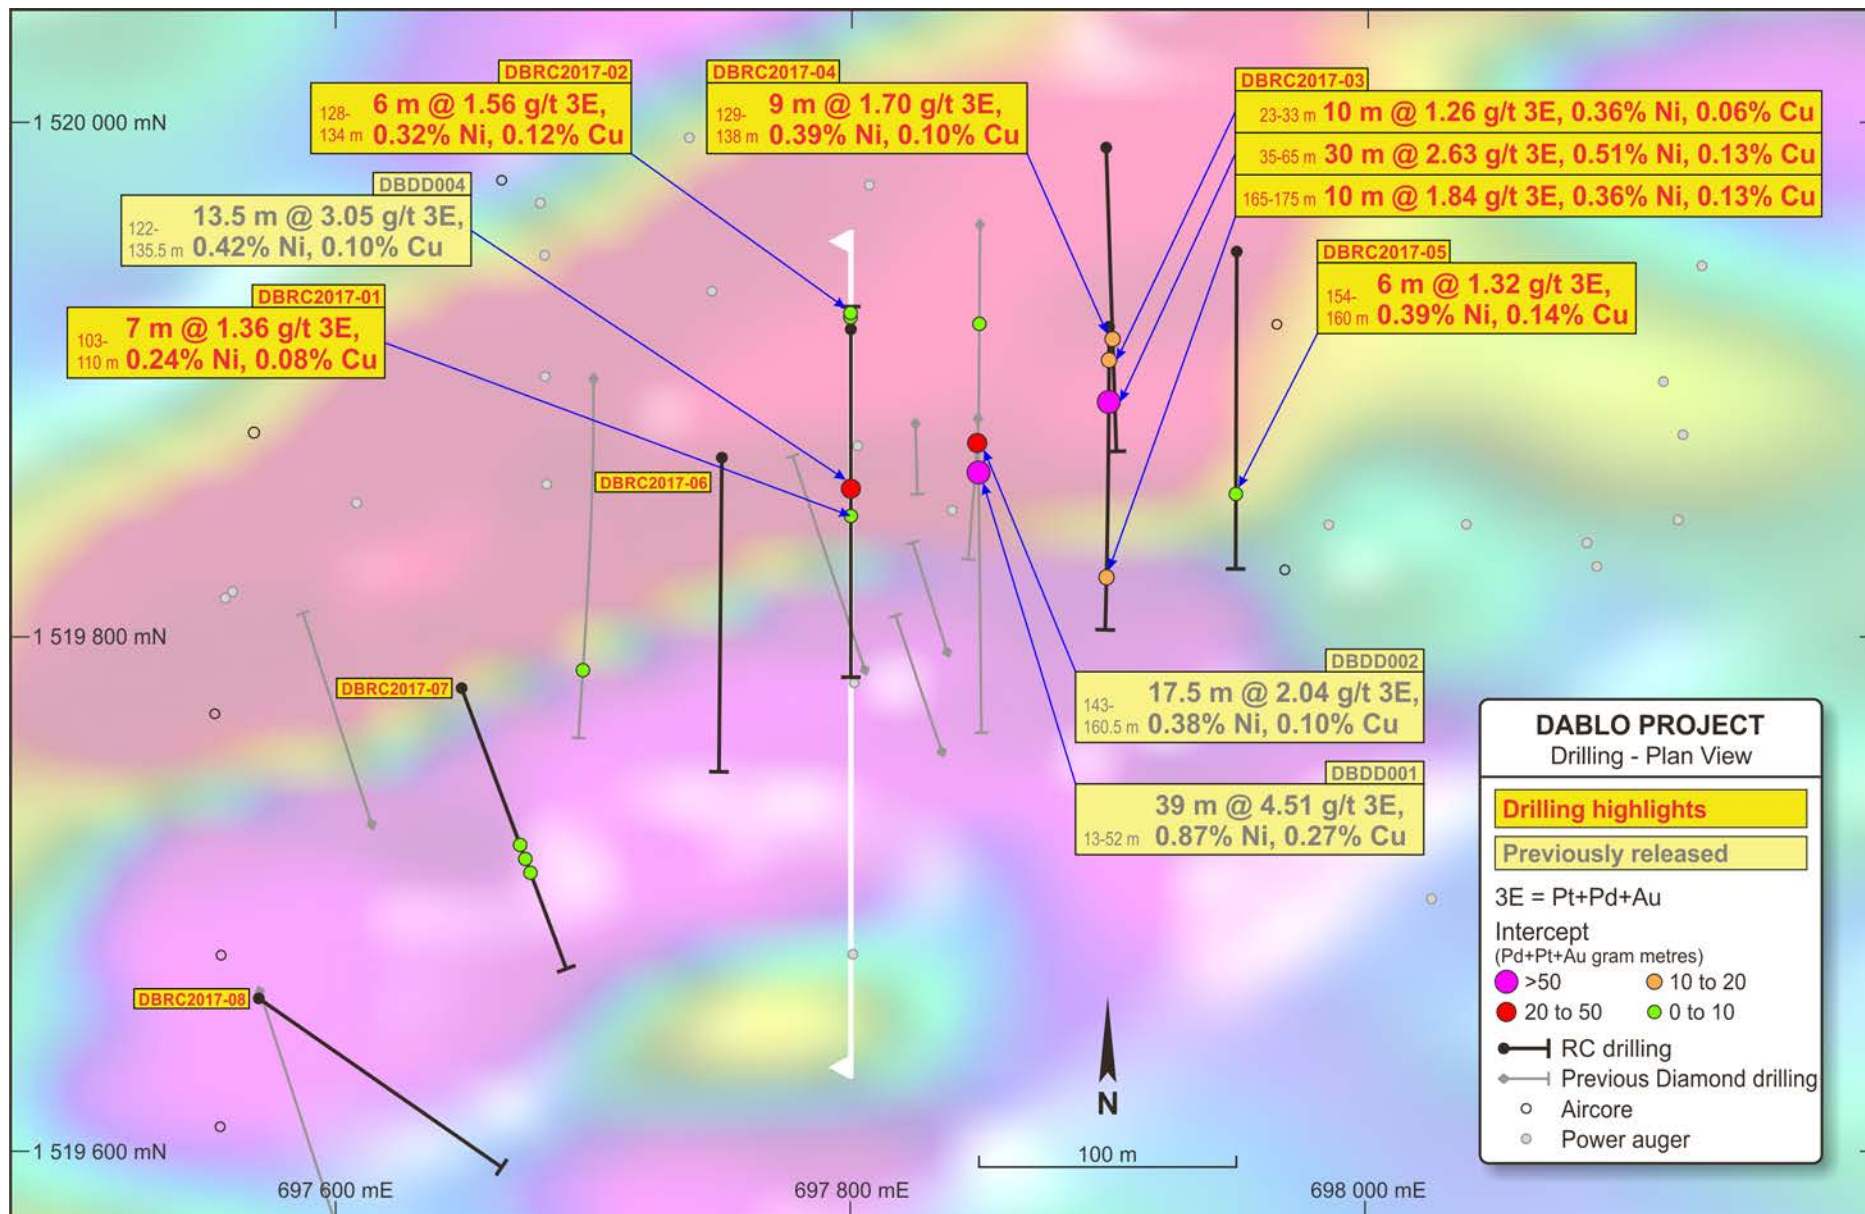 DBRC2017-02
128-
134 m
6 m @ 1.56 g/t 3E,
0.32% Ni, 0.12% Cu
DBRC2017-04
129-
138 m
9 m @ 1.70 g/t 3E,
0.39% Ni, 0.10% Cu
DBRC2017-03
23-33 m 10 m @ 1.26 g/t 3E, 0.36% Ni, 0.06% Cu
35-65 m 30 m @ 2.63 g/t 3E, 0.51% Ni, 0.13% Cu
165-175 m 10 m @ 1.84 g/t 3E, 0.36% Ni, 0.13% Cu
1 520 000 mN
DBDD004
122-
135.5 m
13.5 m @ 3.05 g/t 3E,
0.42% Ni, 0.10% Cu
DBRC2017-05
154-
160 m
6 m @ 1.32 g/t 3E,
0.39% Ni, 0.14% Cu
DBRC2017-01
103-
110 m
7 m @ 1.36 g/t 3E,
0.24% Ni, 0.08% Cu
DBRC2017-06
1 519 800 mN
DBRC2017-07
DBDD002
143-
160.5 m
17.5 m @ 2.04 g/t 3E,
0.38% Ni, 0.10% Cu
DBDD001
39 m @ 4.51 g/t 3E,
13-52 m 0.87% Ni, 0.27% Cu
DBRC2017-08
DABLO PROJECT
Drilling - Plan View
Drilling highlights
Previously released
3E = Pt+Pd+Au
Intercept
(Pd+Pt+Au gram metres)
>50
10 to 20
20 to 50
0 to 10
RC drilling
Previous Diamond drilling
Aircore
Power auger
N
100 m
1 519 600 mN
697 600 mE
697 800 mE
698 000 mE